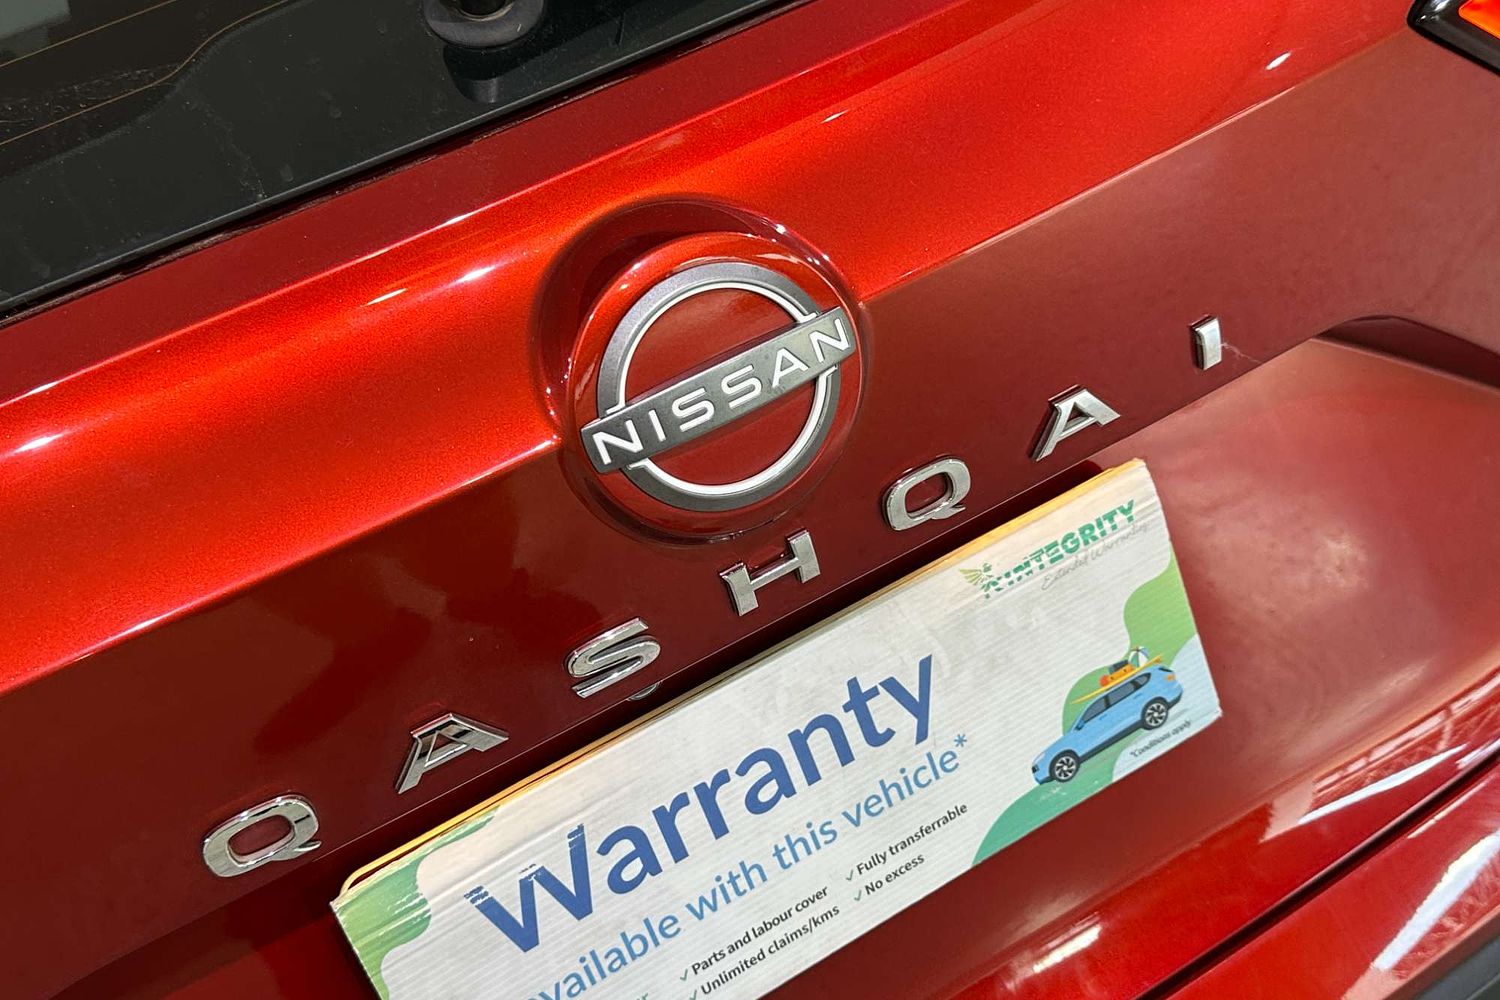 NISSAN
QASHQAI
INTEGRITY
Extended Warranties
Warranty
available with this vehicle*
Parts and labour cover
Unlimited claims/kms
Fully transferrable
No excess
*Conditions apply